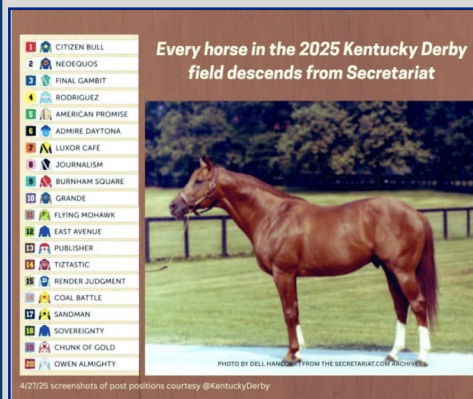 Every horse in the 2025 Kentucky Derby
field descends from Secretariat
1 CITIZEN BULL
2 NEOEQUOS
3 FINAL GAMBIT
4 RODRIGUEZ
5 AMERICAN PROMISE
6 ADMIRE DAYTONA
7 LUXOR CAFÉ
8 JOURNALISM
9 BURNHAM SQUARE
10 GRANDE
11 FLYING MOHAWK
12 EAST AVENUE
13 PUBLISHER
14 TIZTASTIC
15 RENDER JUDGMENT
16 COAL BATTLE
17 SANDMAN
18 SOVEREIGNTY
19 CHUNK OF GOLD
20 OWEN ALMIGHTY
PHOTO BY DELL HANCOCK FROM THE SECRETARIAT.COM ARCHIVES
4/27/25 screenshots of post positions courtesy @KentuckyDerby